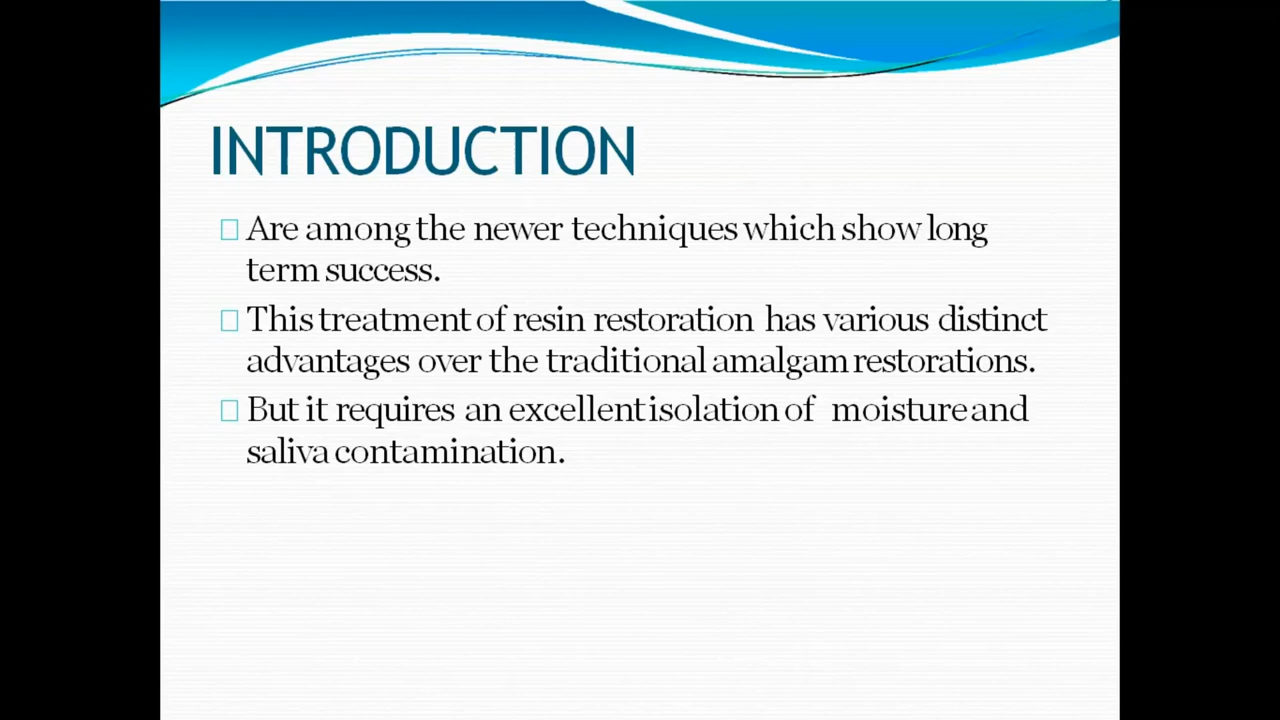 INTRODUCTION
Are among the newer techniques which show long
term success.
This treatment of resin restoration has various distinct
advantages over the traditional amalgam restorations.
But it requires an excellent isolation of moisture and
saliva contamination.